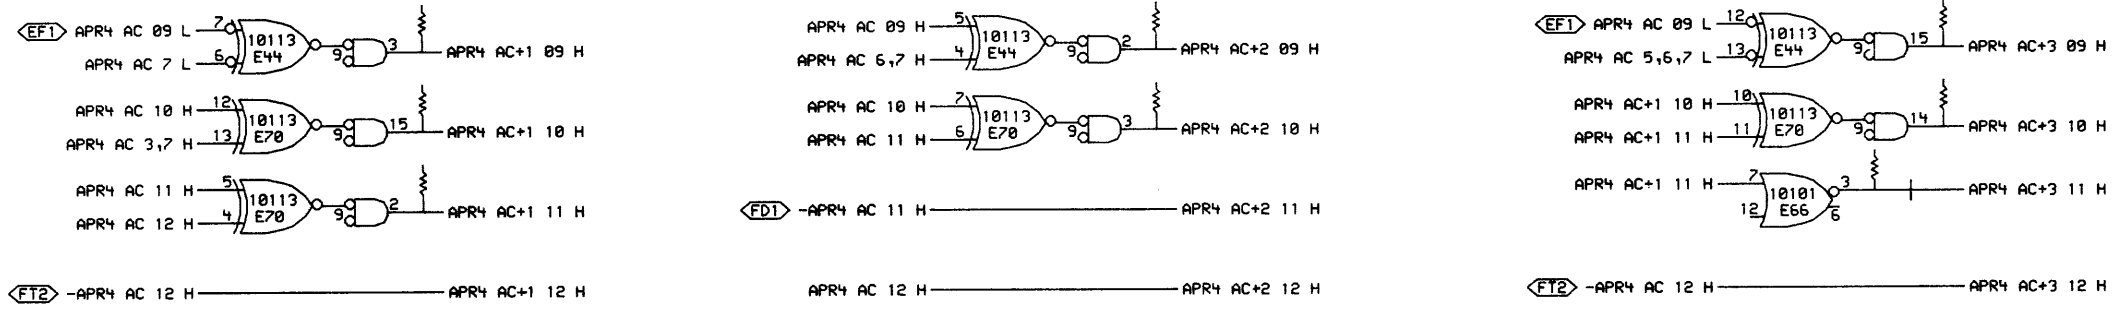 EF1 APR4 AC 09 L 7 10113 E44 9 3 APR4 AC+1 09 H
APR4 AC 7 L 6
APR4 AC 10 H 12 10113 E70 9 15 APR4 AC+1 10 H
APR4 AC 3,7 H 13
APR4 AC 11 H 5 10113 E70 9 2 APR4 AC+1 11 H
APR4 AC 12 H 4
FT2 -APR4 AC 12 H APR4 AC+1 12 H
APR4 AC 09 H 5 10113 E44 9 2 APR4 AC+2 09 H
APR4 AC 6,7 H 4
APR4 AC 10 H 7 10113 E70 9 3 APR4 AC+2 10 H
APR4 AC 11 H 6
FD1 -APR4 AC 11 H APR4 AC+2 11 H
APR4 AC 12 H APR4 AC+2 12 H
EF1 APR4 AC 09 L 12 10113 E44 9 15 APR4 AC+3 09 H
APR4 AC 5,6,7 L 13
APR4 AC+1 10 H 10 10113 E70 9 14 APR4 AC+3 10 H
APR4 AC+1 11 H 11
APR4 AC+1 11 H 7 10101 E66 3 APR4 AC+3 11 H
12 6
FT2 -APR4 AC 12 H APR4 AC+3 12 H